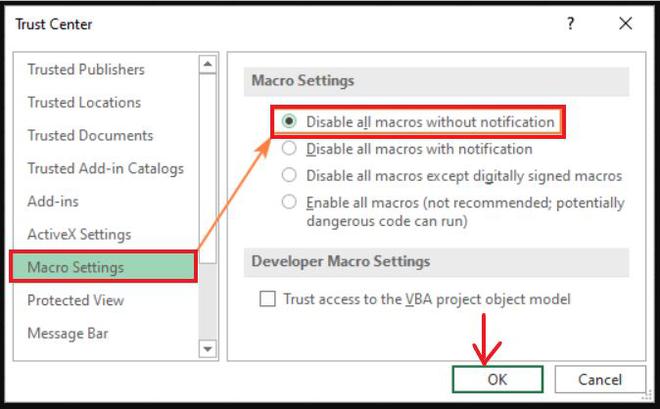 Trust Center
?
Trusted Publishers
Trusted Locations
Trusted Documents
Trusted Add-in Catalogs
Add-ins
ActiveX Settings
Macro Settings
Protected View
Message Bar
Macro Settings
Disable all macros without notification
Disable all macros with notification
Disable all macros except digitally signed macros
Enable all macros (not recommended; potentially
dangerous code can run)
Developer Macro Settings
Trust access to the VBA project object model
OK
Cancel